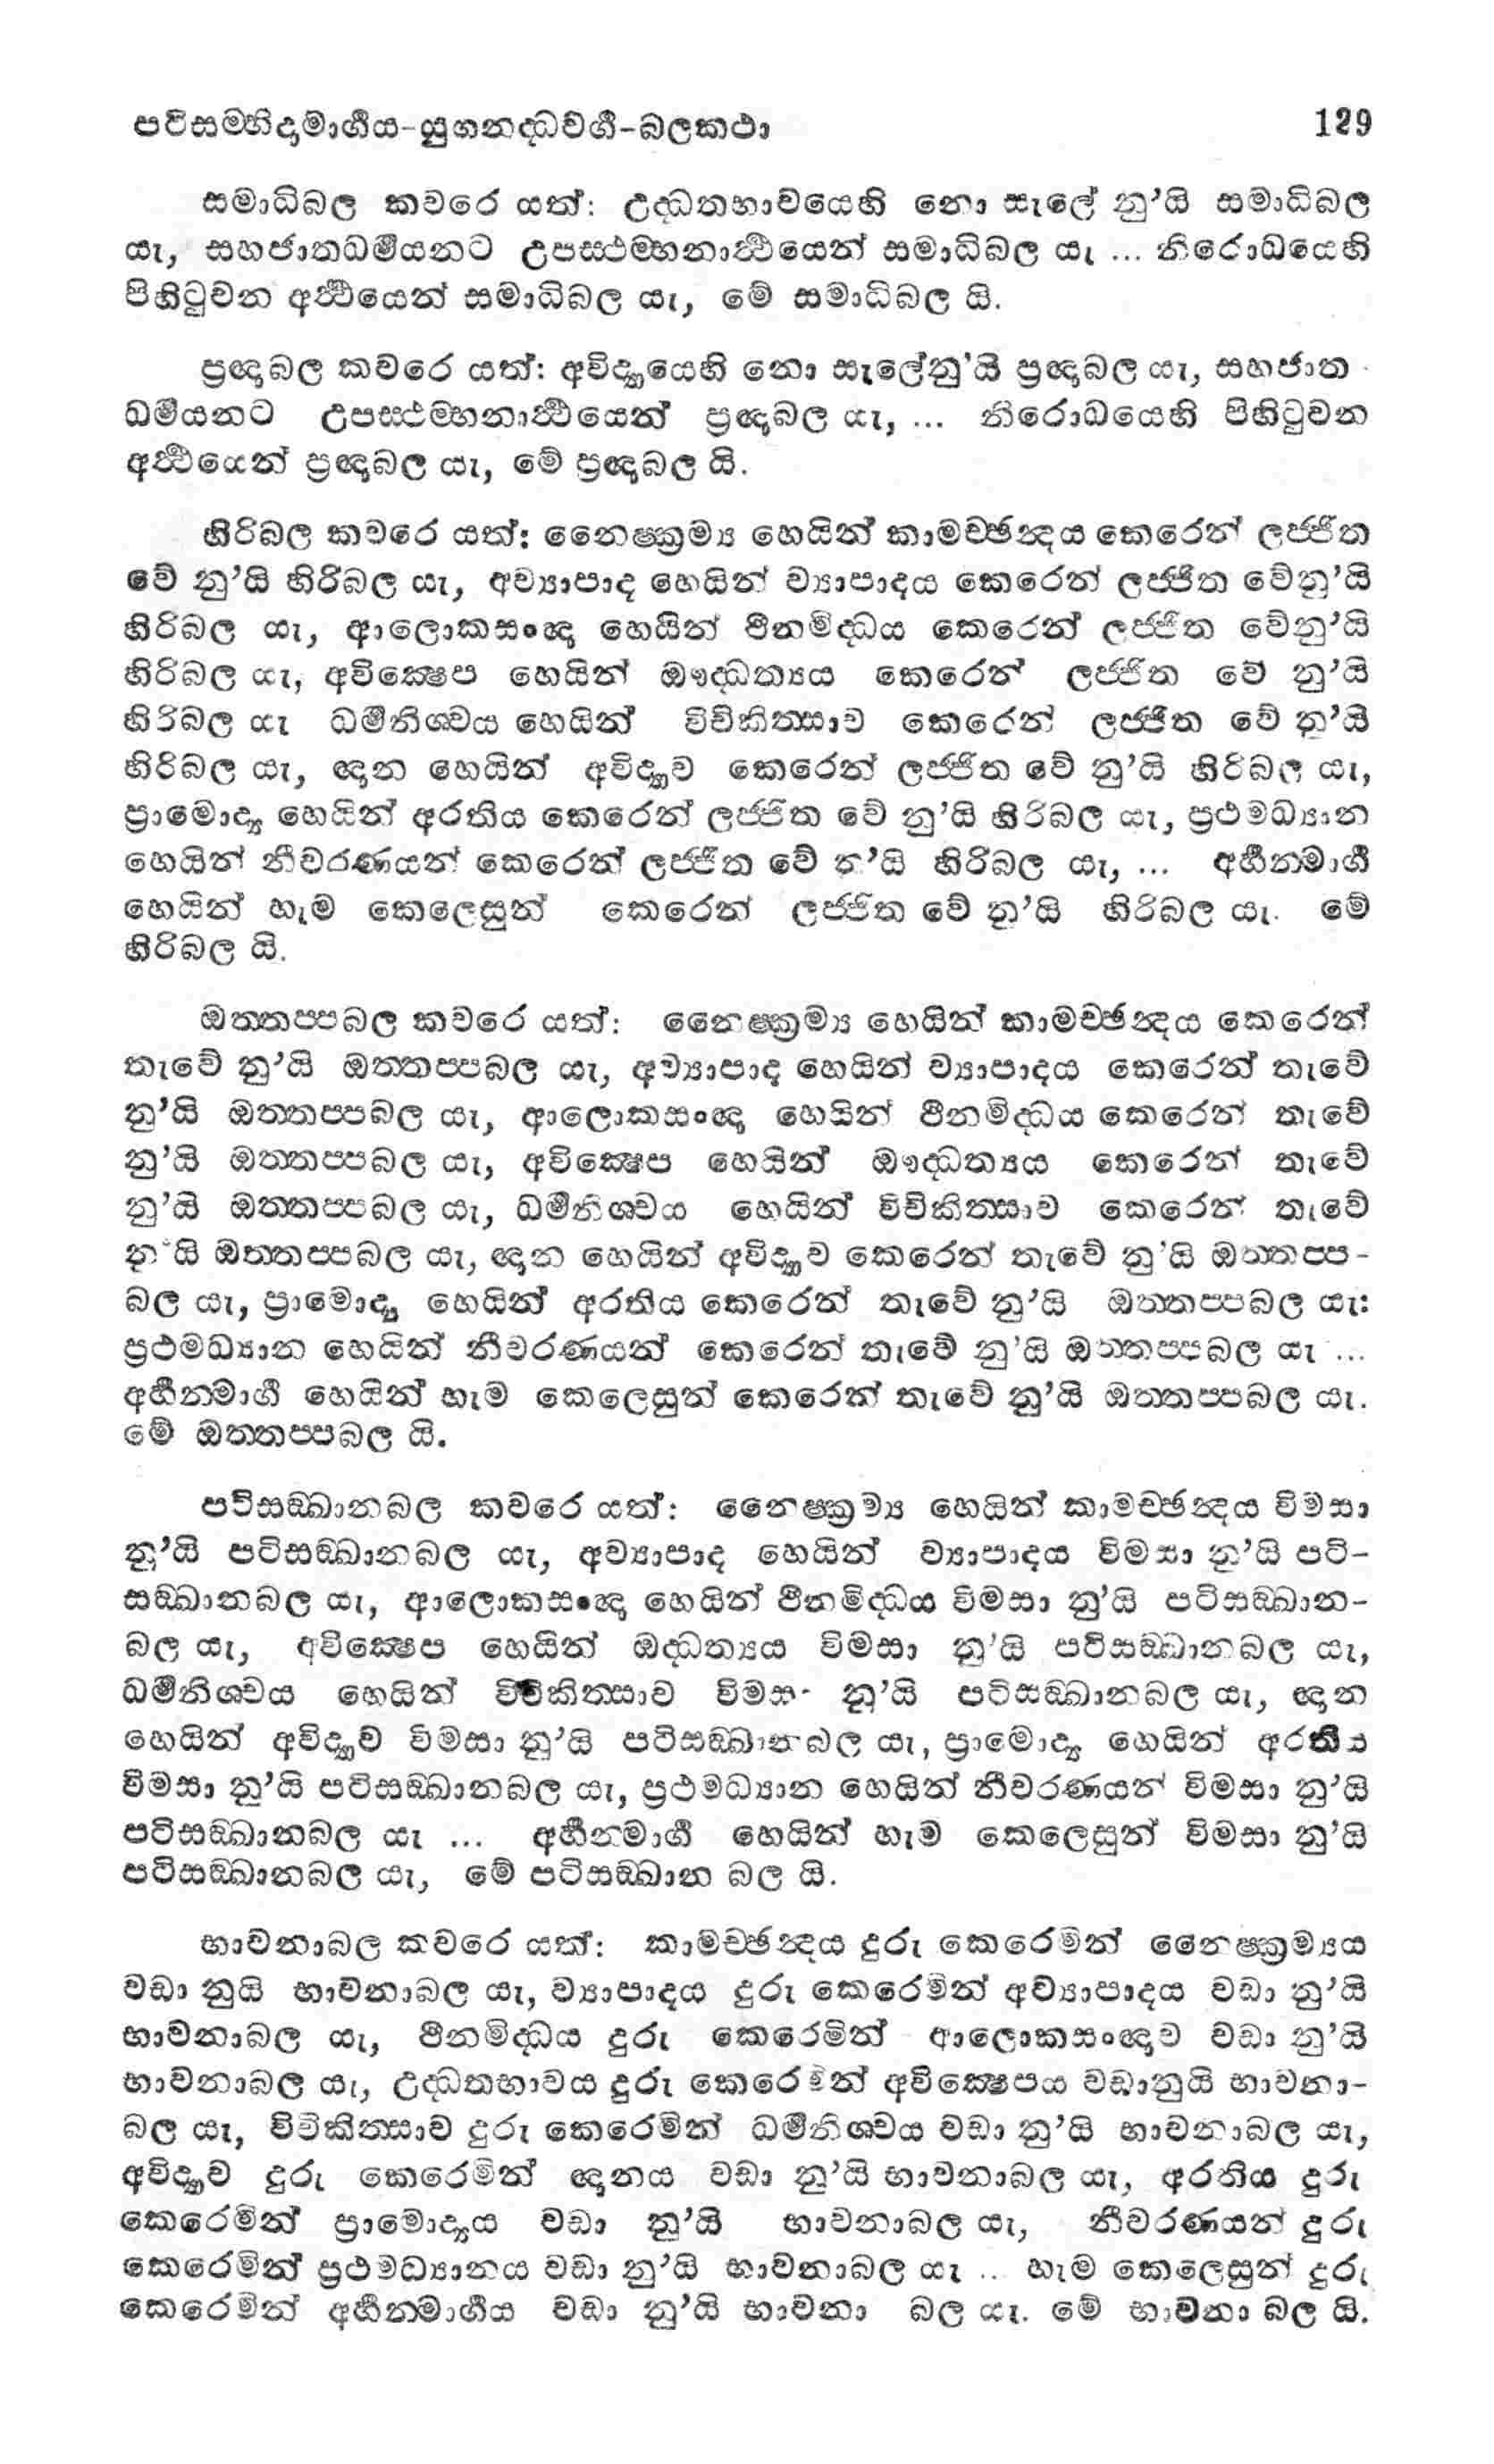 පටිසම්භිදාමාර්‍ගය-යුගනද්ධවර්‍ග-බලකථා 129
සමාධිබල කවරෙ යත්: උද්ධතභාවයෙහි නො සැලේ නු’යි සමාධිබල
යැ, සහජාතධර්‍මයනට උපස්ථම්භනාර්‍ත්‍ථයෙන් සමාධිබල යැ ... නිරොධයෙහි
පිහිටුවන අර්‍ත්‍ථයෙන් සමාධිබල යැ, මේ සමාධිබල යි.
ප්‍රඥාබල කවරෙ යත්: අවිද්‍යායෙහි නො සැලේනු’යි ප්‍රඥාබල යැ, සහජාත
ධර්‍මයනට උපස්ථම්භනාර්‍ත්‍ථයෙන් ප්‍රඥාබල යැ, ... නිරොධයෙහි පිහිටුවන
අර්‍ත්‍ථයෙන් ප්‍රඥාබල යැ, මේ ප්‍රඥාබල යි.
හිරිබල කවරෙ යත්: නෛෂ්ක්‍රම්‍ය හෙයින් කාමච්ඡන්‍දය කෙරෙන් ලජ්ජිත
වේ නු’යි හිරිබල යැ, අව්‍යාපාද හෙයින් ව්‍යාපාදය කෙරෙන් ලජ්ජිත වේනු’යි
හිරිබල යැ, ආලොකසංඥා හෙයින් ථීනමිද්ධය කෙරෙන් ලජ්ජිත වේනු’යි
හිරිබල යැ, අවික්‍ෂෙප හෙයින් ඖද්ධත්‍යය කෙරෙන් ලජ්ජිත වේ නු’යි
හිරිබල යැ ධර්‍මනිශ්චය හෙයින් විචිකිත්සාව කෙරෙන් ලජ්ජිත වේ නු’යි
හිරිබල යැ, ඥාන හෙයින් අවිද්‍යාව කෙරෙන් ලජ්ජිත වේ නු’යි හිරිබල යැ,
ප්‍රාමොද්‍ය හෙයින් අරතිය කෙරෙන් ලජ්ජිත වේ නු’යි හිරිබල යැ, ප්‍රථමධ්‍යාන
හෙයින් නීවරණයන් කෙරෙන් ලජ්ජිත වේ නු’යි හිරිබල යැ, ... අර්‍හත්මාර්‍ග
හෙයින් හැම කෙලෙසුන් කෙරෙන් ලජ්ජිත වේ නු’යි හිරිබල යැ. මේ
හිරිබල යි.
ඔත්තප්පබල කවරෙ යත්: නෛෂ්ක්‍රම්‍ය හෙයින් කාමච්ඡන්‍දය කෙරෙන්
තැවේ නු’යි ඔත්තප්පබල යැ, අව්‍යාපාද හෙයින් ව්‍යාපාදය කෙරෙන් තැවේ
නු’යි ඔත්තප්පබල යැ, ආලොකසංඥා හෙයින් ථීනමිද්ධය කෙරෙන් තැවේ
නු’යි ඔත්තප්පබල යැ, අවික්‍ෂෙප හෙයින් ඖද්ධත්‍යය කෙරෙන් තැවේ
නු’යි ඔත්තප්පබල යැ, ධර්‍මනිශ්චය හෙයින් විචිකිත්සාව කෙරෙන් තැවේ
නු’යි ඔත්තප්පබල යැ, ඥාන හෙයින් අවිද්‍යාව කෙරෙන් තැවේ නු’යි ඔත්තප්ප-
බල යැ, ප්‍රාමොද්‍ය හෙයින් අරතිය කෙරෙන් තැවේ නු’යි ඔත්තප්පබල යැ:
ප්‍රථමධ්‍යාන හෙයින් නීවරණයන් කෙරෙන් තැවේ නු’යි ඔත්තප්පබල යැ ...
අර්‍හත්මාර්‍ග හෙයින් හැම කෙලෙසුන් කෙරෙන් තැවේ නු’යි ඔත්තප්පබල යැ.
මේ ඔත්තප්පබල යි.
පටිසඞ්ඛානබල කවරෙ යත්: නෛෂ්ක්‍රම්‍ය හෙයින් කාමච්ඡන්‍දය විමසා
නු’යි පටිසඞ්ඛානබල යැ, අව්‍යාපාද හෙයින් ව්‍යාපාදය විමසා නු’යි පටි-
සඞ්ඛානබල යැ, ආලොකසංඥා හෙයින් ථීනමිද්ධය විමසා නු’යි පටිසඞ්ඛාන-
බල යැ, අවික්‍ෂෙප හෙයින් ඔද්ධත්‍යය විමසා නු’යි පටිසඞ්ඛානබල යැ,
ධර්‍මනිශ්චය හෙයින් විචිකිත්සාව විමසා නු’යි පටිසඞ්ඛානබල යැ, ඥාන
හෙයින් අවිද්‍යාව විමසා නු’යි පටිසඞ්ඛානබල යැ, ප්‍රාමොද්‍ය හෙයින් අරතිය
විමසා නු’යි පටිසඞ්ඛානබල යැ, ප්‍රථමධ්‍යාන හෙයින් නීවරණයන් විමසා නු’යි
පටිසඞ්ඛානබල යැ ... අර්‍හත්මාර්‍ග හෙයින් හැම කෙලෙසුන් විමසා නු’යි
පටිසඞ්ඛානබල යැ, මේ පටිසඞ්ඛාන බල යි.
භාවනාබල කවරෙ යත්: කාමච්ඡන්‍දය දුරු කෙරෙමින් නෛෂ්ක්‍රම්‍යය
වඩා නුයි භාවනාබල යැ, ව්‍යාපාදය දුරු කෙරෙමින් අව්‍යාපාදය වඩා නු’යි
භාවනාබල යැ, ථීනමිද්ධය දුරු කෙරෙමින් ආලොකසංඥාව වඩා නු’යි
භාවනාබල යැ, උද්ධතභාවය දුරු කෙරෙමින් අවික්‍ෂෙපය වඩානුයි භාවනා-
බල යැ, විචිකිත්සාව දුරු කෙරෙමින් ධර්‍මනිශ්චය වඩා නු’යි භාවනාබල යැ,
අවිද්‍යාව දුරු කෙරෙමින් ඥානය වඩා නු’යි භාවනාබල යැ, අරතිය දුරු
කෙරෙමින් ප්‍රාමොද්‍යය වඩා නු’යි භාවනාබල යැ, නීවරණයන් දුරු
කෙරෙමින් ප්‍රථමධ්‍යානය වඩා නු’යි භාවනාබල යැ .. හැම කෙලෙසුන් දුරු
කෙරෙමින් අර්‍හත්මාර්‍ගය වඩා නු’යි භාවනා බල යැ. මේ භාවනා බල යි.